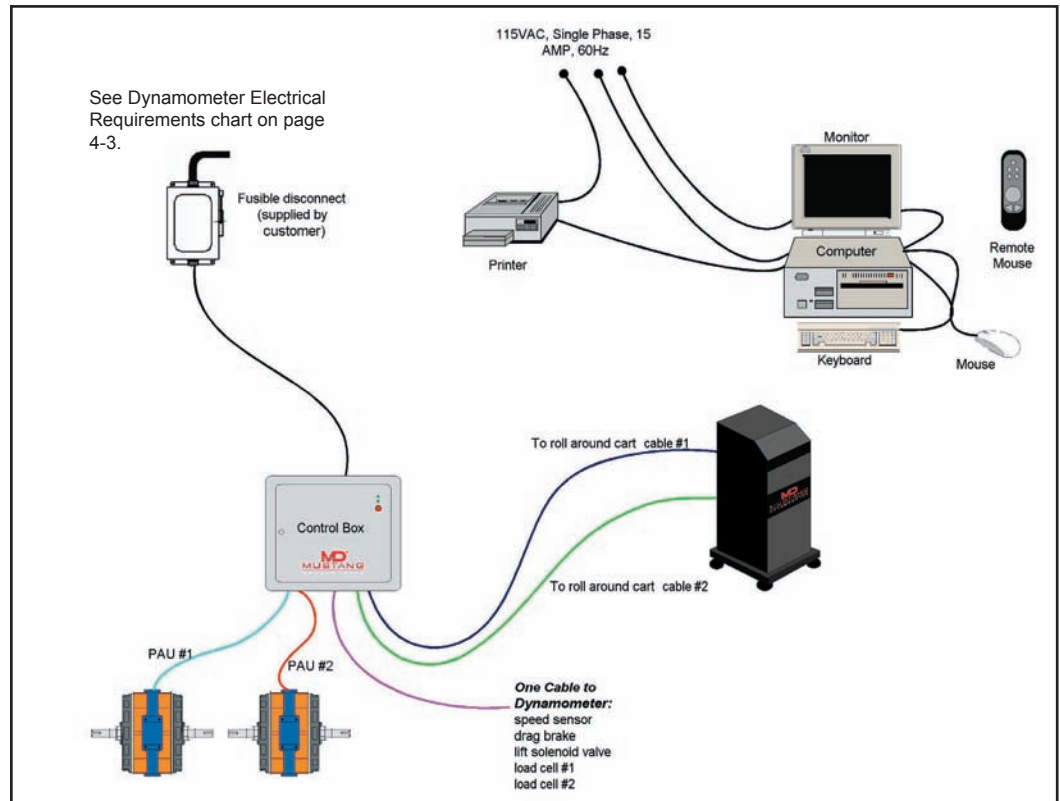 115VAC, Single Phase, 15
AMP, 60Hz
See Dynamometer Electrical
Requirements chart on page
4-3.
Fusible disconnect
(supplied by
customer)
Monitor
Printer
Computer
Remote
Mouse
Keyboard
Mouse
To roll around cart cable #1
Control Box
MD
MUSTANG
MD
To roll around cart cable #2
PAU #1
PAU #2
One Cable to
Dynamometer:
speed sensor
drag brake
lift solenoid valve
load cell #1
load cell #2